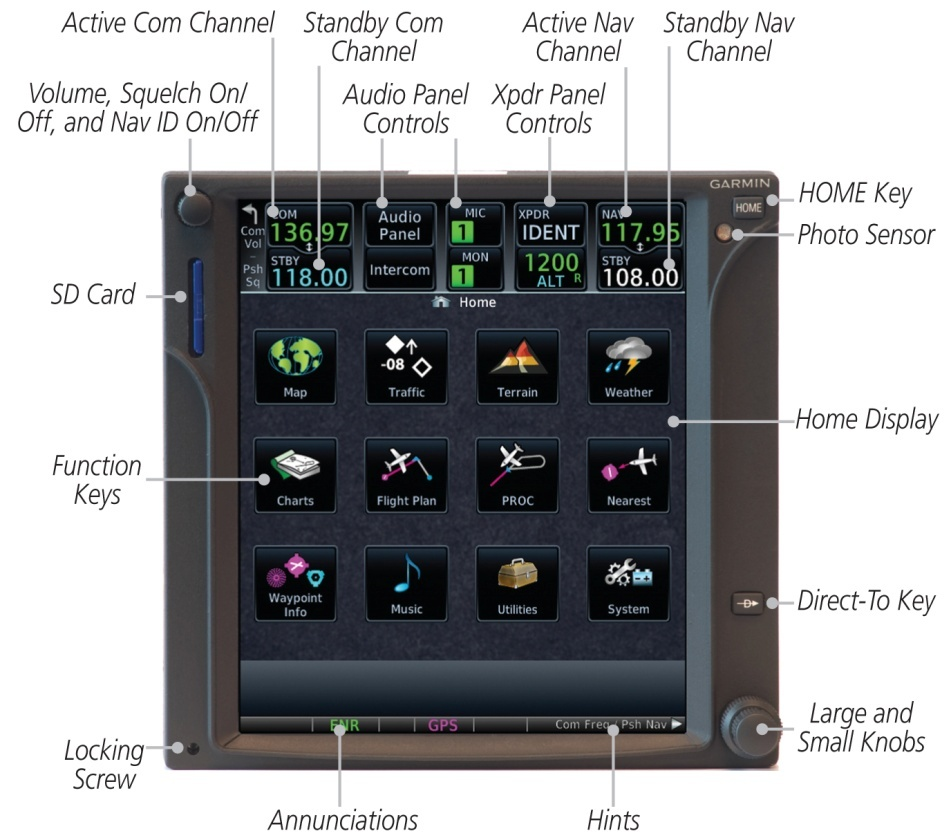 Active Com Channel
Standby Com
Channel
Active Nav
Channel
Standby Nav
Channel
Volume, Squelch On/
Off, and Nav ID On/Off
Audio Panel
Controls
Xpdr Panel
Controls
GARMIN
HOME
HOME Key
Photo Sensor
Com
Vol
–
Psh
Sq
COM
136.97
STBY
118.00
Audio
Panel
Intercom
MIC
1
MON
1
XPDR
IDENT
1200
ALT R
NAV
117.95
STBY
108.00
SD Card
Home
Map
Traffic
-08
Terrain
Weather
Home Display
Function
Keys
Charts
Flight Plan
PROC
Nearest
Waypoint
Info
Music
Utilities
System
D
Direct-To Key
ENR
GPS
Com Freq / Psh Nav
Large and
Small Knobs
Locking
Screw
Annunciations
Hints